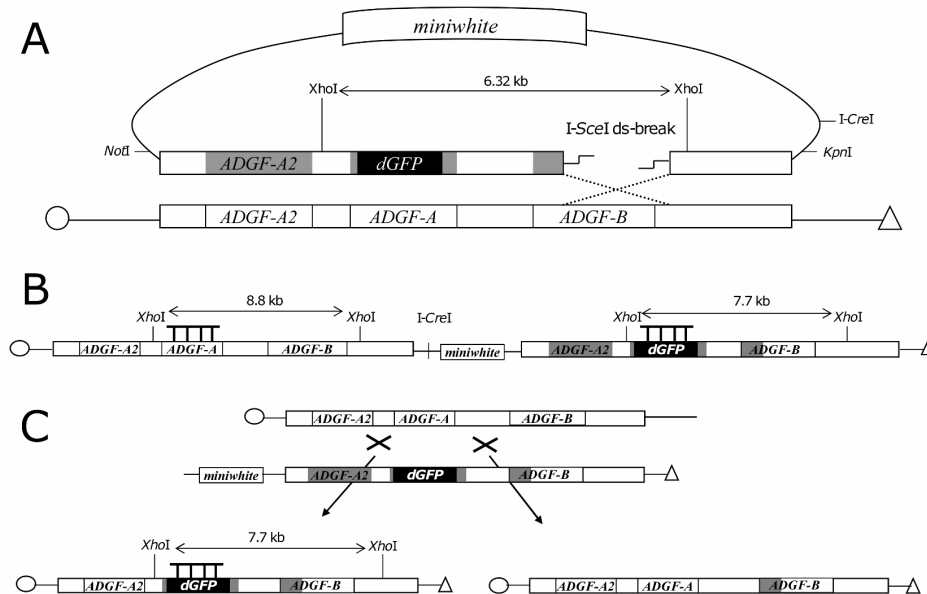 A
miniwhite
XhoI 6.32 kb XhoI
I-SceI ds-break
I-CreI
NotI ADGF-A2 dGFP KpnI
ADGF-A2 ADGF-A ADGF-B
B
8.8 kb 7.7 kb
XhoI XhoI I-CreI XhoI XhoI
ADGF-A2 ADGF-A ADGF-B miniwhite ADGF-A2 dGFP ADGF-B
C
ADGF-A2 ADGF-A ADGF-B
miniwhite ADGF-A2 dGFP ADGF-B
XhoI 7.7 kb XhoI
ADGF-A2 dGFP ADGF-B ADGF-A2 ADGF-A ADGF-B